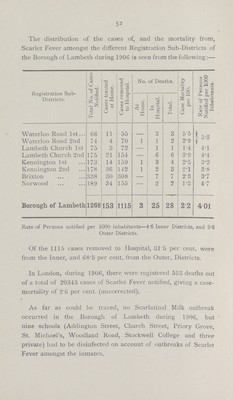 52
The distribution of the cases of, and the mortality from,
Scarlet Fever amongst the different Registration Sub-Districts of
the Borough of Lambeth during 1906 is seen from the following:—
Registration Sub-Districts. Total No. of Cases Notified. Cases treated at Home. Cases removed to Hospital. No. of Deaths. At Home. In Hospital. Total. Case Mortality per 100. Rate of Persons Notified per 1000 Inhabitants.
Waterloo Road 1st... 66 11 55 — 3 3
Waterloo Road 2nd 74 4 70 1 1 2
Lambeth Church 1st 75 3 72 — 1 1 1·4 4·1
Lambeth Church 2nd 175 21 154 — 6 6 3·9 4·4
Kennington 1st ... 173 14 159 1 3 4 2·5 3·2
Kennington 2nd ... 178 36 142 1 2 3 2·1 3·8
Brixton ... 338 30 308 — 7 7 2·3 3·7
Norwood ... 189 34 155 — 2 2 1·3 4·7
Borough of Lambeth 1268 153 1115 3 25 28 2·2 4·01
Rate of Persons notified per 1000 inhabitants—4·0 Inner Districts, and 3·8
Outer Districts.
Of the 1115 cases removed to Hospital, 31·5 per cent. were
from the Inner, and 68·5 per cent. from the Outer, Districts.
In London, during 1906, there were registered 533 deaths out
of a total of 20343 cases of Scarlet Fever notified, giving a case-
mortality of 2·6 per cent. (uncorrected).
As far as could be traced, no Scarlatinal Milk outbreak
occurred in the Borough of Lambeth during 1906, but
nine schools (Addington Street, Church Street, Priory Grove,
St. Michael's, Woodland Road, Stockwell College and three
private) had to be disinfected on account of outbreaks of Scarlet
Fever amongst the inmates.